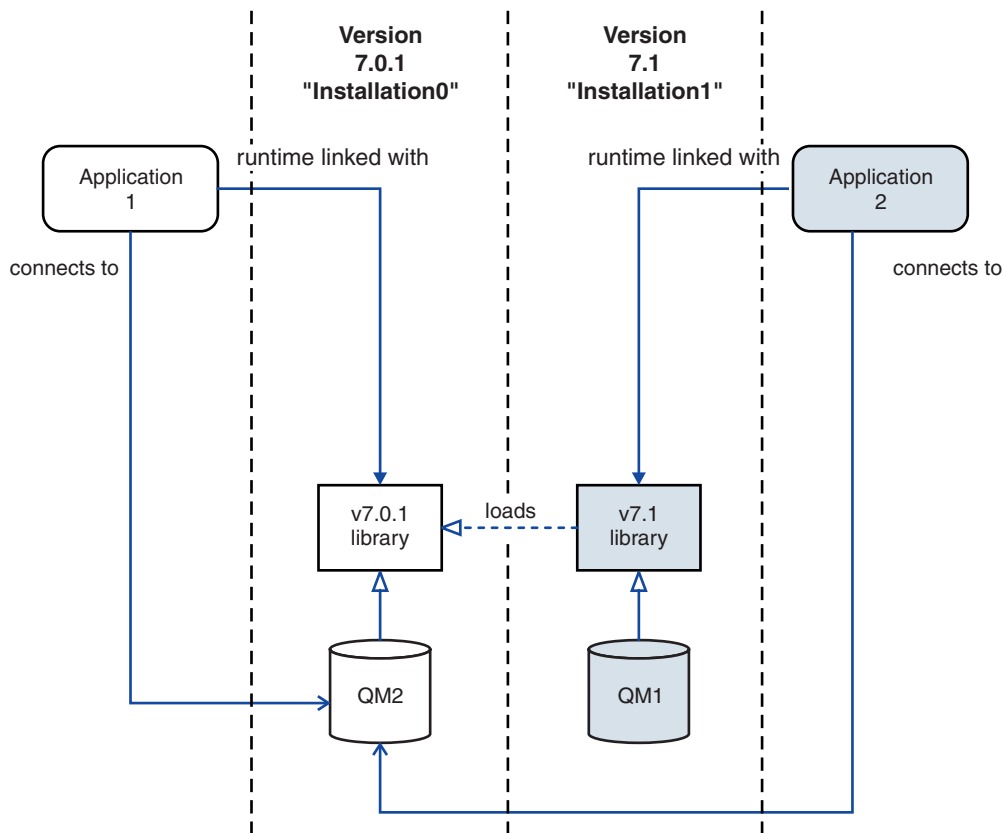 Version
7.0.1
"Installation0"
Version
7.1
"Installation1"
Application
1
runtime linked with
runtime linked with
Application
2
connects to
connects to
v7.0.1
library
loads
v7.1
library
QM2
QM1